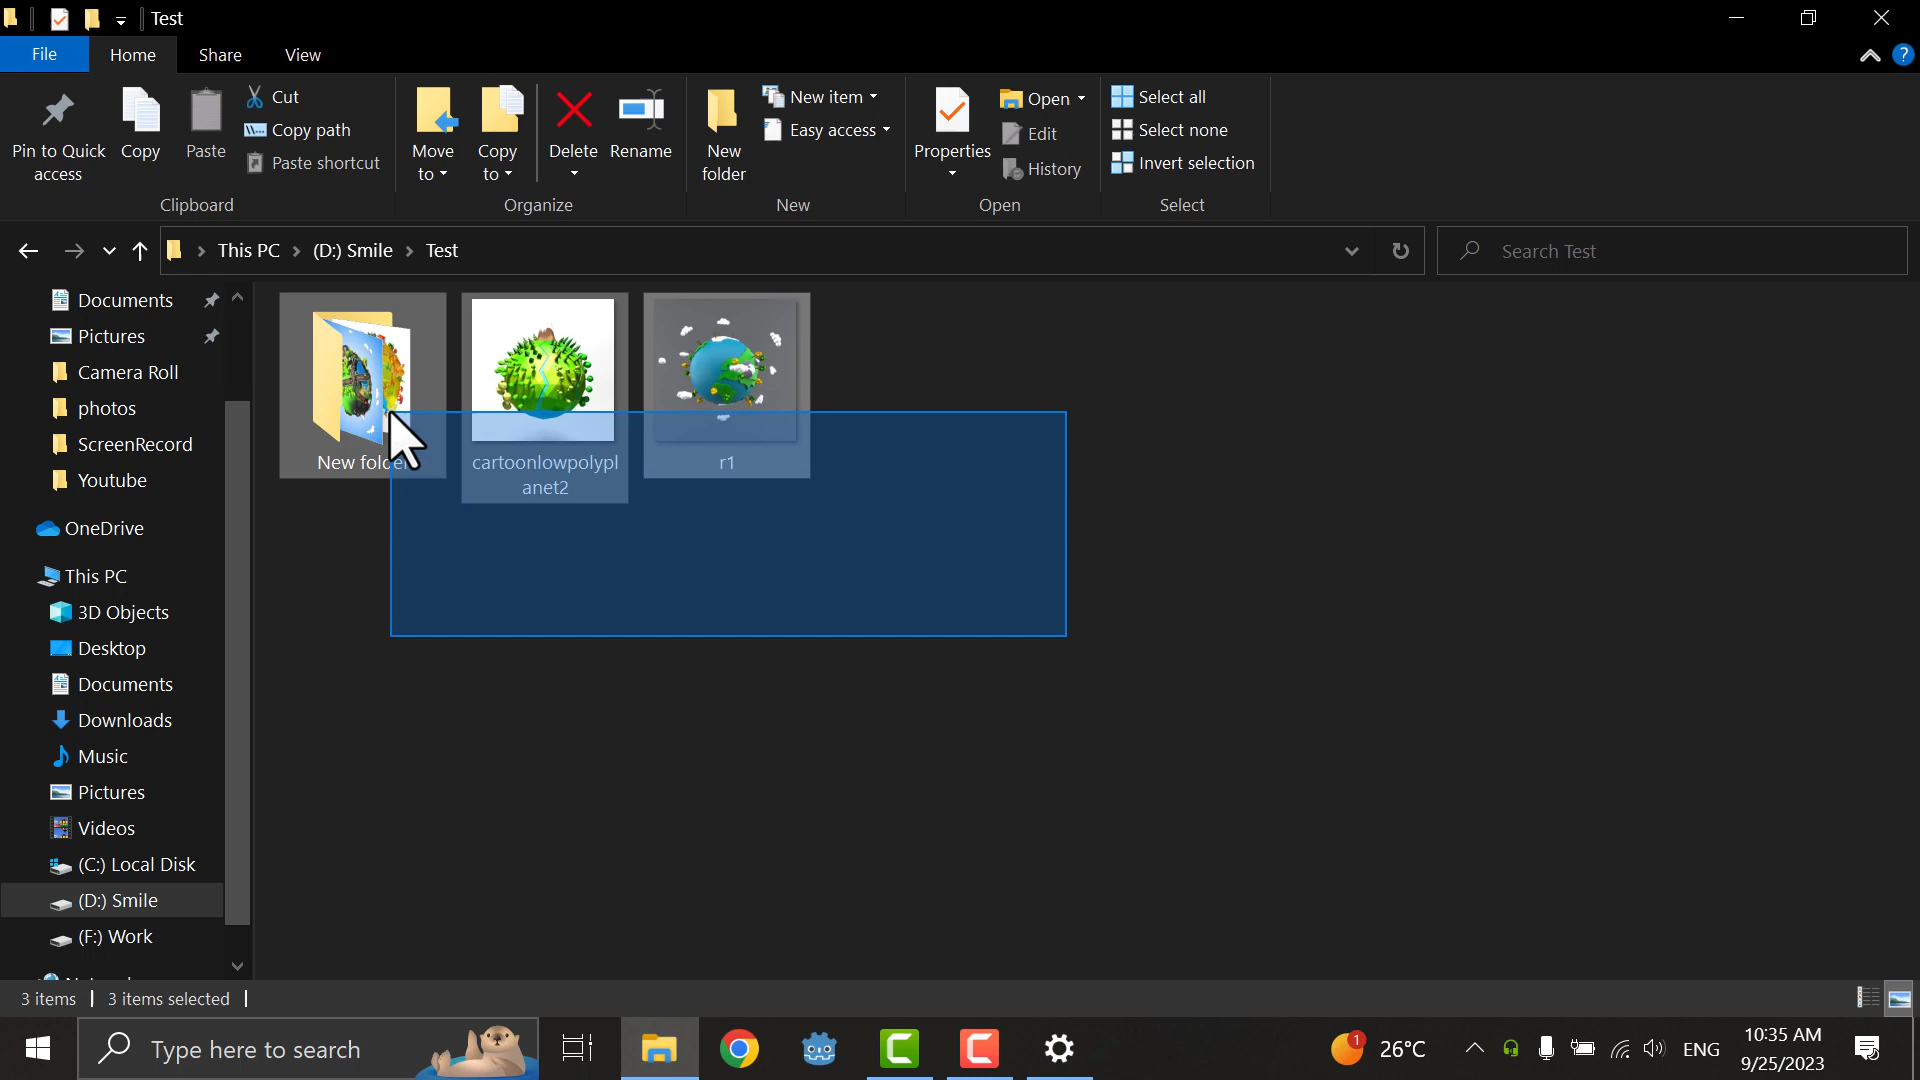 Test
File
Home
Share
View
?
Pin to Quick
access
Copy
Paste
Cut
Copy path
Paste shortcut
Clipboard
Move
to
Copy
to
Delete
Rename
Organize
New
folder
New item
Easy access
New
Properties
Open
Edit
History
Open
Select all
Select none
Invert selection
Select
This PC
(D:) Smile
Test
Search Test
Documents
Pictures
Camera Roll
photos
ScreenRecord
Youtube
OneDrive
This PC
3D Objects
Desktop
Documents
Downloads
Music
Pictures
Videos
(C:) Local Disk
(D:) Smile
(F:) Work
New folder
cartoonlowpolypl
anet2
r1
3 items
3 items selected
Type here to search
1
26°C
ENG
10:35 AM
9/25/2023